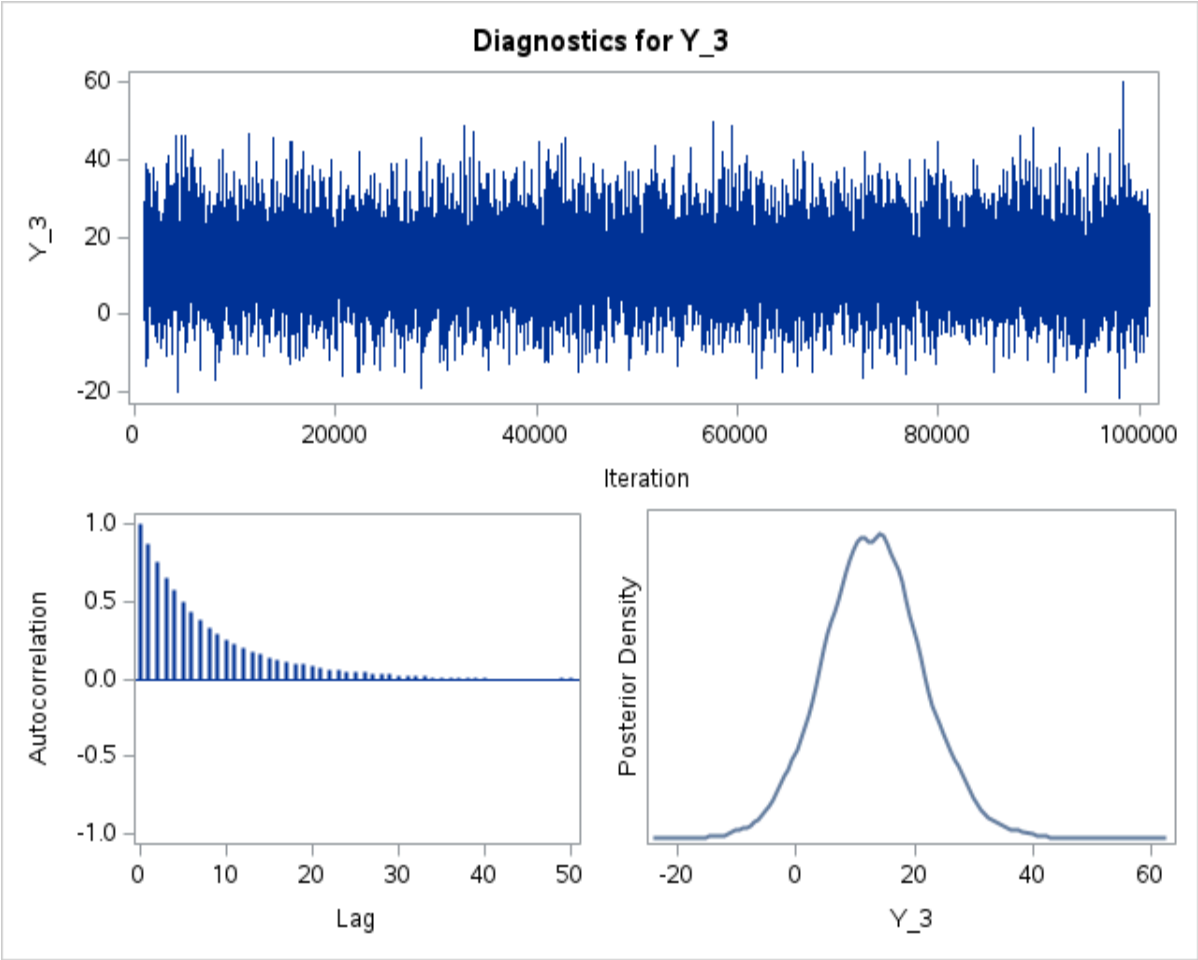 Diagnostics for Y_3
60
40
20
0
-20
Y_3
0 20000 40000 60000 80000 100000
Iteration
1.0
0.5
0.0
-0.5
-1.0
Autocorrelation
0 10 20 30 40 50
Lag
Posterior Density
-20 0 20 40 60
Y_3